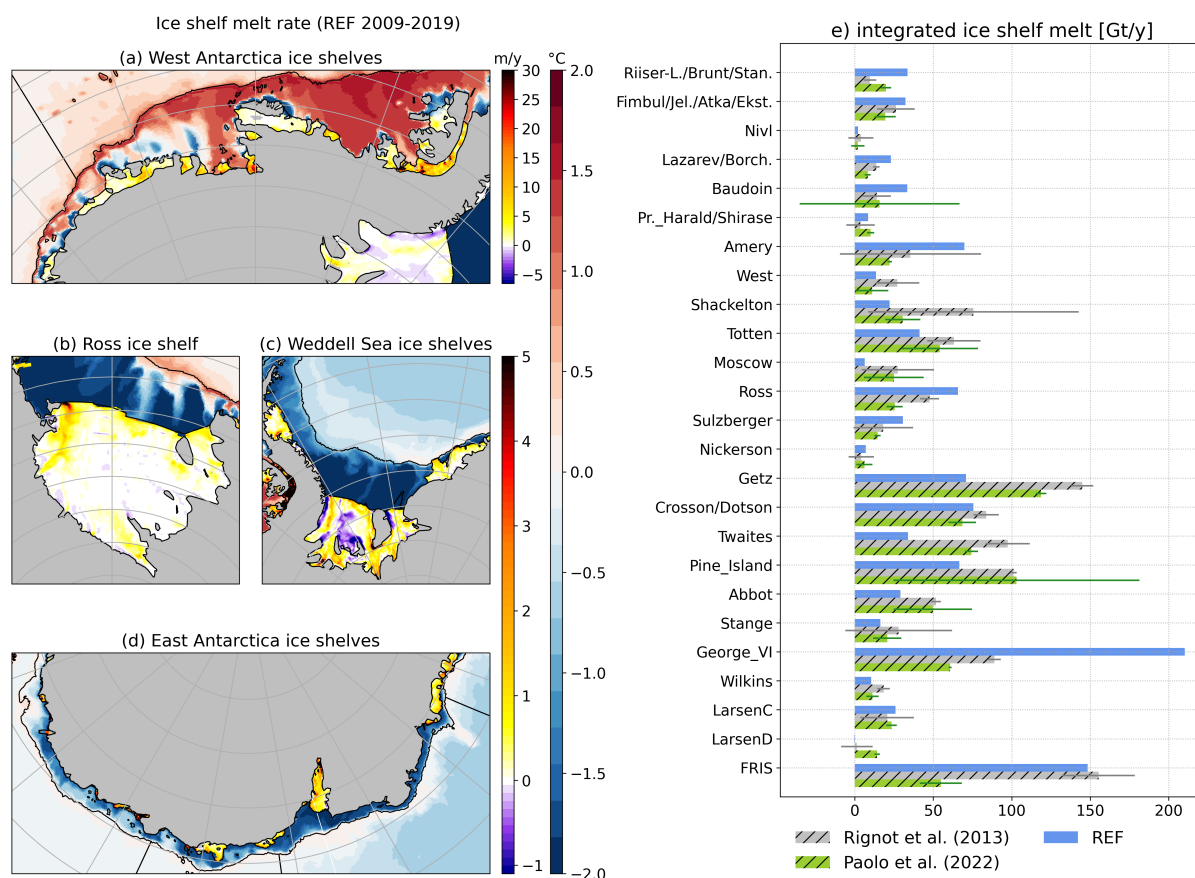 Ice shelf melt rate (REF 2009-2019)
(a) West Antarctica ice shelves
m/y
°C
30
25
20
15
10
5
0
−5
2.0
1.5
1.0
0.5
0.0
−0.5
−1.0
−1.5
−2.0
(b) Ross ice shelf
(c) Weddell Sea ice shelves
5
4
3
2
1
0
−1
(d) East Antarctica ice shelves
e) integrated ice shelf melt [Gt/y]
Riiser-L./Brunt/Stan.
Fimbul/Jel./Atka/Ekst.
Nivl
Lazarev/Borch.
Baudoin
Pr._Harald/Shirase
Amery
West
Shackelton
Totten
Moscow
Ross
Sulzberger
Nickerson
Getz
Crosson/Dotson
Twaites
Pine_Island
Abbot
Stange
George_VI
Wilkins
LarsenC
LarsenD
FRIS
0 50 100 150 200
Rignot et al. (2013)
REF
Paolo et al. (2022)